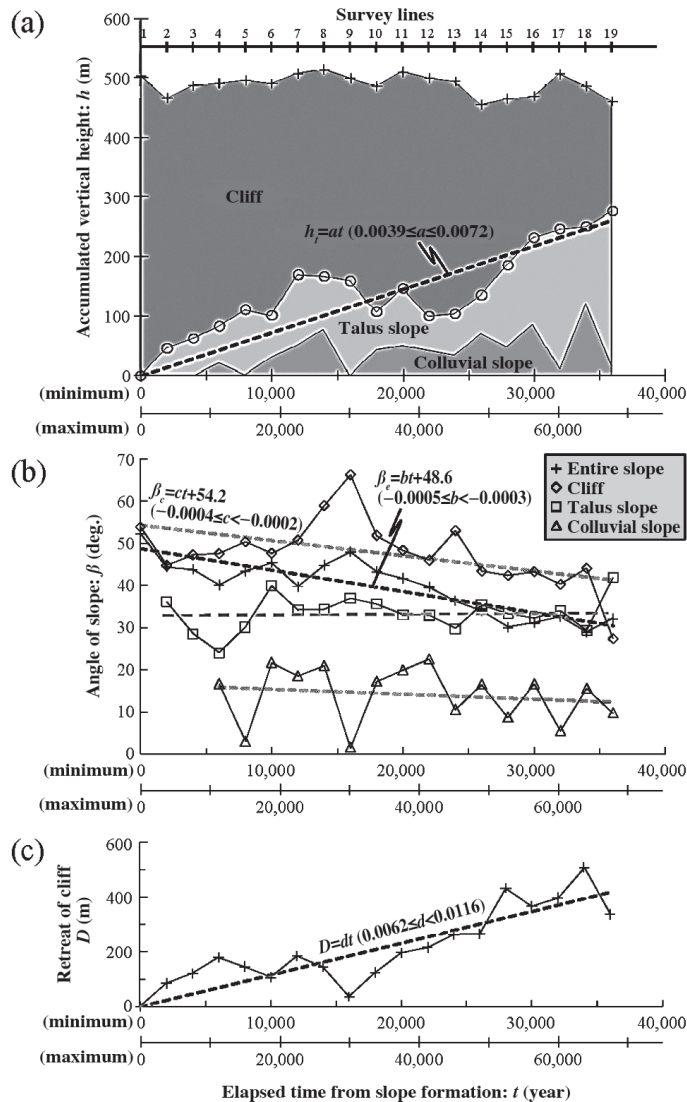 (a)
Survey lines
1 2 3 4 5 6 7 8 9 10 11 12 13 14 15 16 17 18 19
600
500
400
300
200
100
0
Accumulated vertical height: h (m)
Cliff
hₜ=at (0.0039≤a≤0.0072)
Talus slope
Colluvial slope
(minimum) 0 10,000 20,000 30,000 40,000
(maximum) 0 20,000 40,000 60,000
(b)
70
60
50
40
30
20
10
0
Angle of slope: β (deg.)
β_c=ct+54.2
(−0.0004≤c<−0.0002)
βₑ=bt+48.6
(−0.0005≤b<−0.0003)
Entire slope
Cliff
Talus slope
Colluvial slope
(minimum) 0 10,000 20,000 30,000 40,000
(maximum) 0 20,000 40,000 60,000
(c)
600
400
200
0
Retreat of cliff
D (m)
D=dt (0.0062≤d<0.0116)
(minimum) 0 10,000 20,000 30,000 40,000
(maximum) 0 20,000 40,000 60,000
Elapsed time from slope formation: t (year)